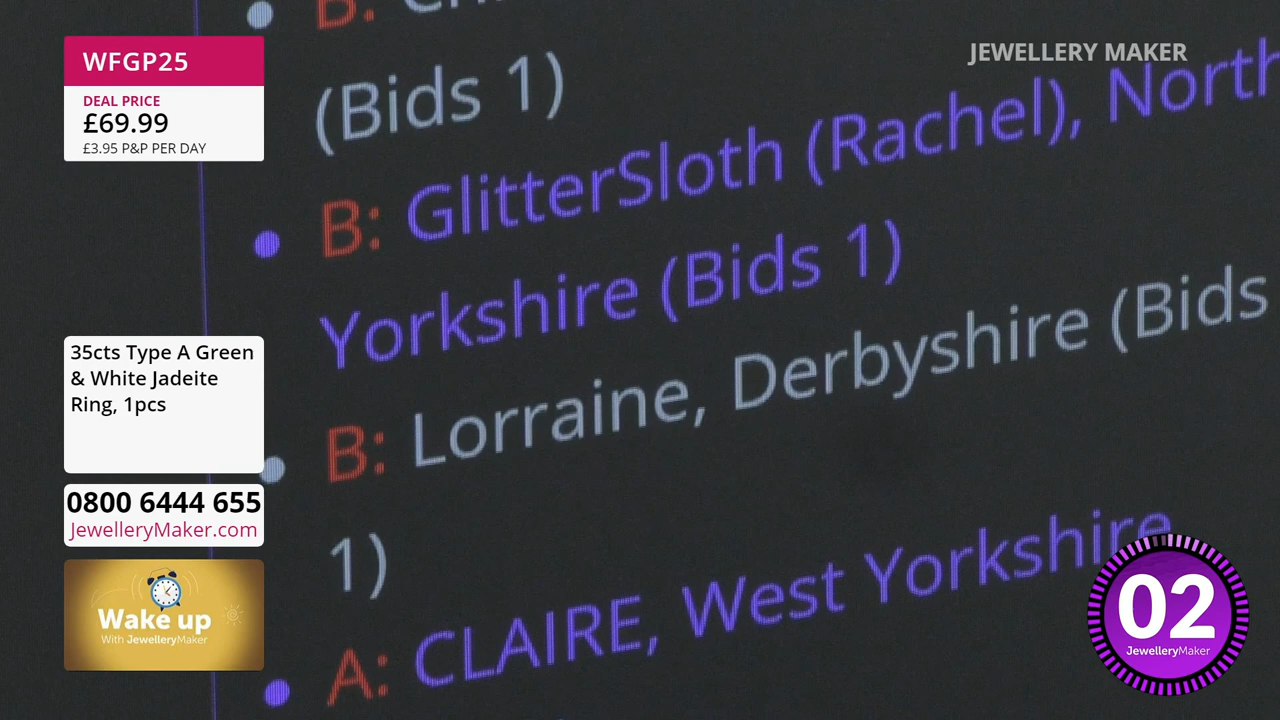 WFGP25
DEAL PRICE
£69.99
£3.95 P&P PER DAY
35cts Type A Green
& White Jadeite
Ring, 1pcs
0800 6444 655
JewelleryMaker.com
Wake up
With JewelleryMaker
JEWELLERY MAKER
B:
(Bids 1)
B: GlitterSloth (Rachel), North
Yorkshire (Bids 1)
B: Lorraine, Derbyshire (Bids
1)
A: CLAIRE, West Yorkshire
02
JewelleryMaker